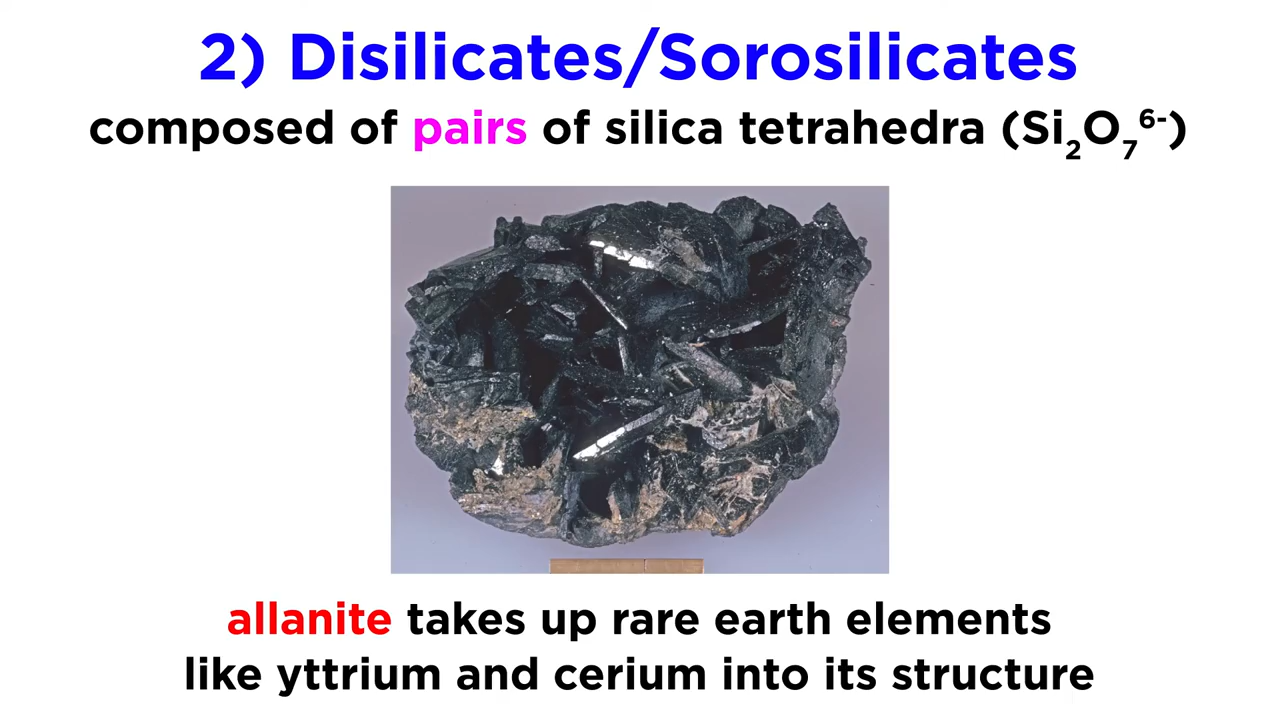 2) Disilicates/Sorosilicates
composed of pairs of silica tetrahedra (Si₂O₇⁶⁻)
allanite takes up rare earth elements
like yttrium and cerium into its structure